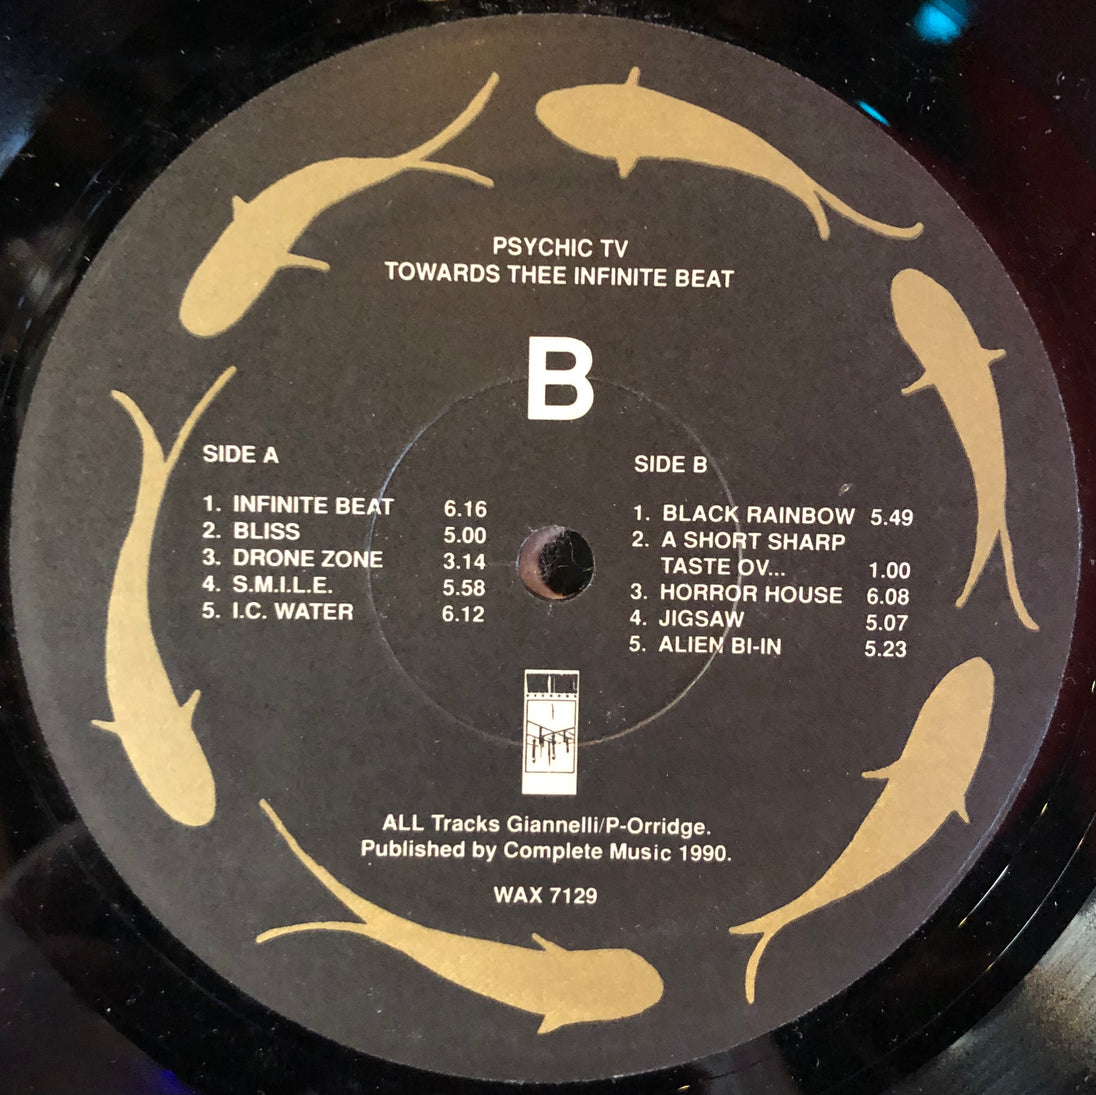 PSYCHIC TV
TOWARDS THEE INFINITE BEAT
B
SIDE A
1. INFINITE BEAT 6.16
2. BLISS 5.00
3. DRONE ZONE 3.14
4. S.M.I.L.E. 5.58
5. I.C. WATER 6.12
SIDE B
1. BLACK RAINBOW 5.49
2. A SHORT SHARP
TASTE OV... 1.00
3. HORROR HOUSE 6.08
4. JIGSAW 5.07
5. ALIEN BI-IN 5.23
ALL Tracks Giannelli/P-Orridge.
Published by Complete Music 1990.
WAX 7129